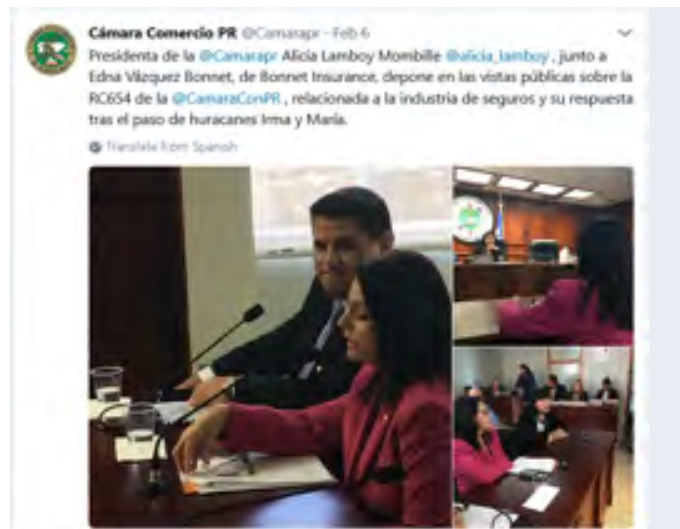 Cámara Comercio PR @Camarapr · Feb 6
Presidenta de la @Camarapr Alicia Lamboy Mombille @alicia_lamboy, junto a
Edna Vázquez Bonnet, de Bonnet Insurance, depone en las vistas públicas sobre la
RC654 de la @CamaraConPR, relacionada a la industria de seguros y su respuesta
tras el paso de huracanes Irma y María.
Translate from Spanish